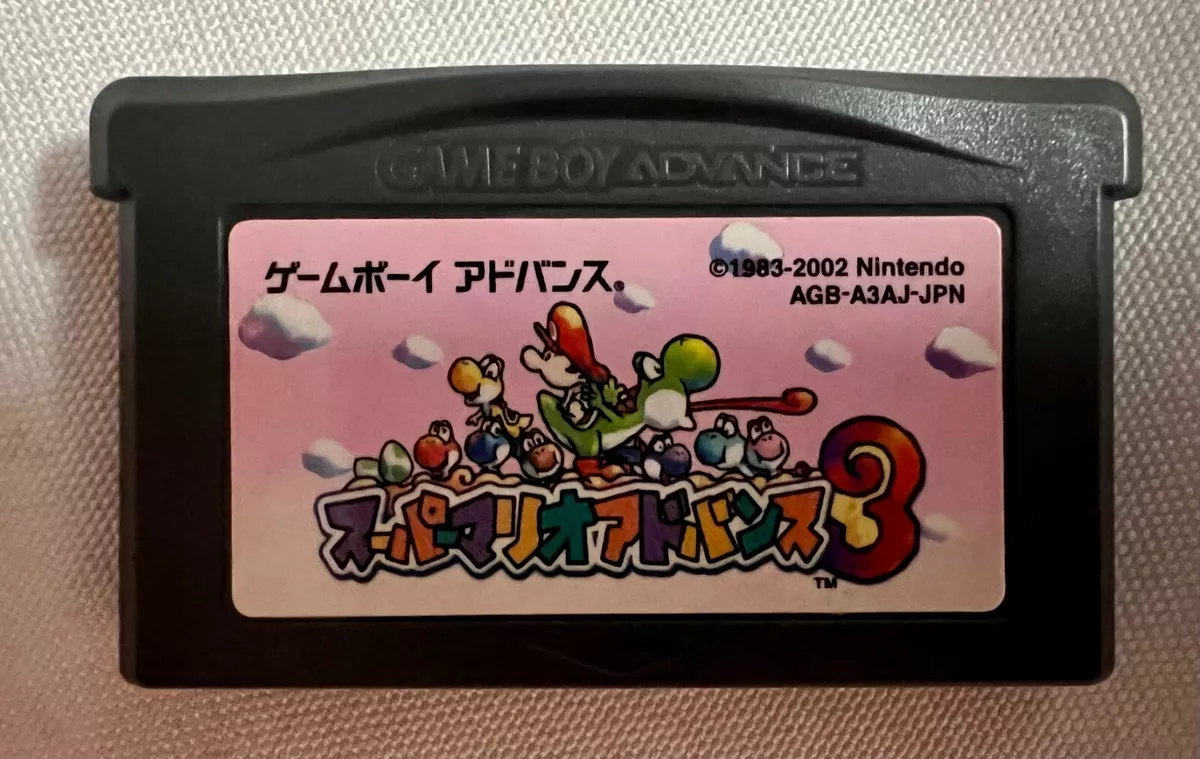 GAME BOY ADVANCE
ゲームボーイ アドバンス®
©1983-2002 Nintendo
AGB-A3AJ-JPN
スーパーマリオアドバンス3
TM